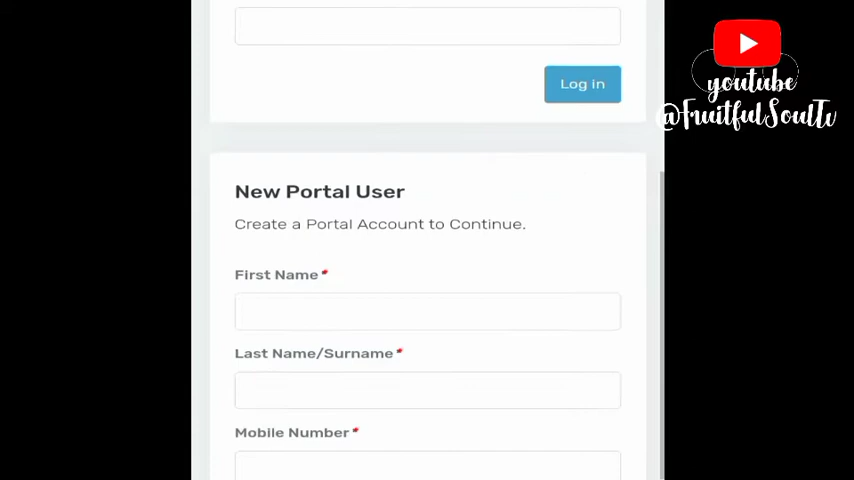 Log in
youtube
@FruitfulSoulTv
New Portal User
Create a Portal Account to Continue.
First Name*
Last Name/Surname*
Mobile Number*